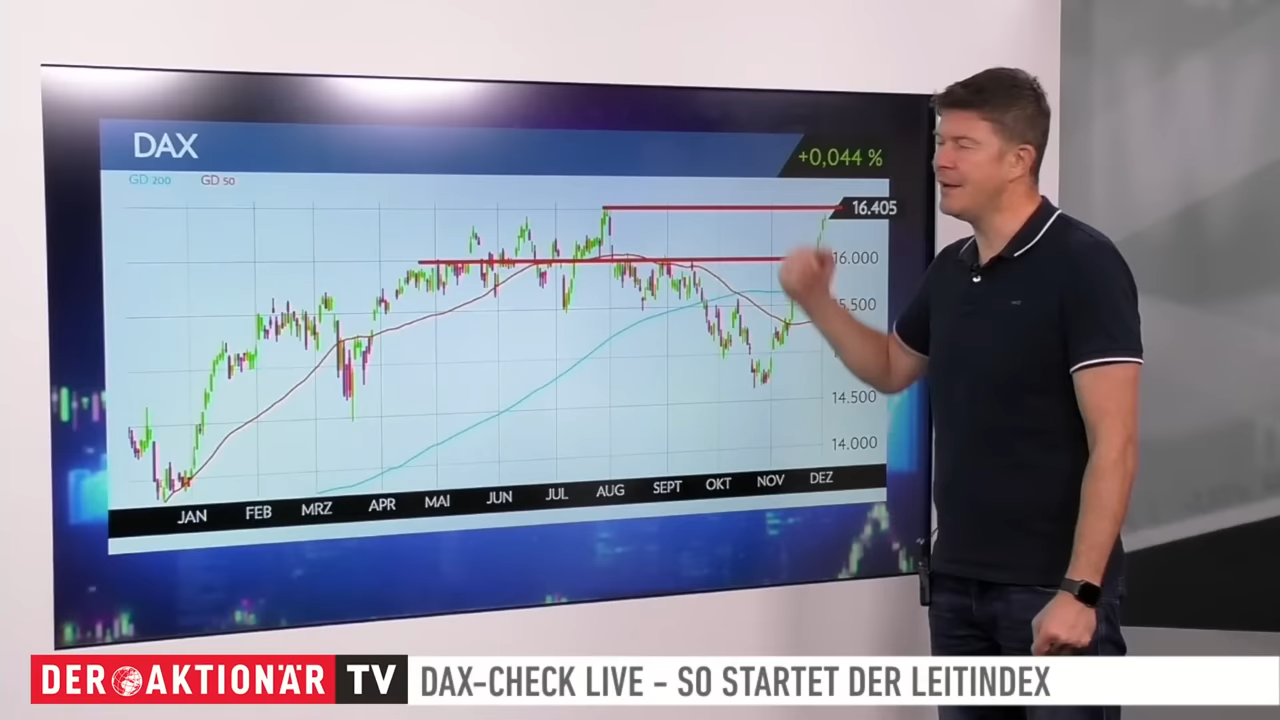 DAX
+0,044 %
GD 200 GD 50
16.405
16.000
5.500
14.500
14.000
JAN FEB MRZ APR MAI JUN JUL AUG SEPT OKT NOV DEZ
DER AKTIONÄR TV
DAX-CHECK LIVE – SO STARTET DER LEITINDEX